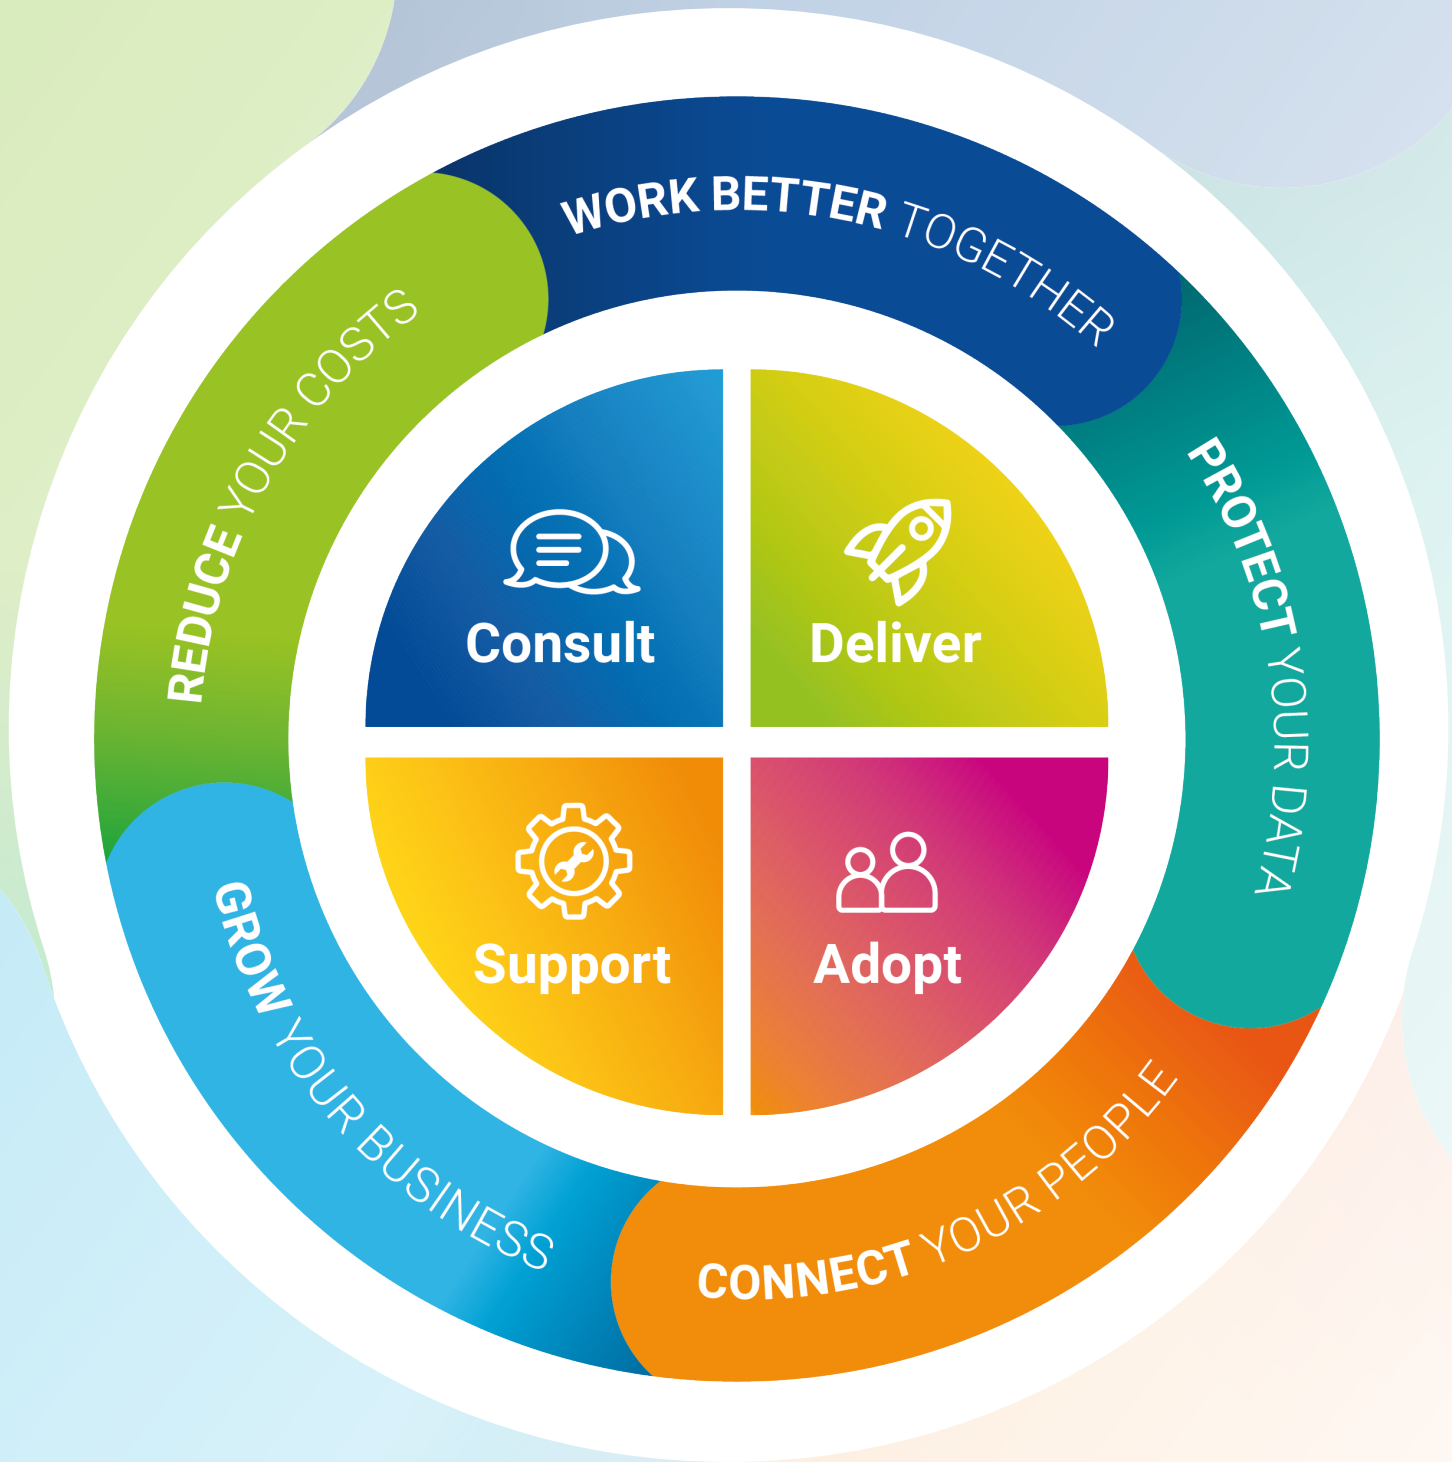 WORK BETTER TOGETHER
PROTECT YOUR DATA
CONNECT YOUR PEOPLE
GROW YOUR BUSINESS
REDUCE YOUR COSTS
Consult
Deliver
Support
Adopt